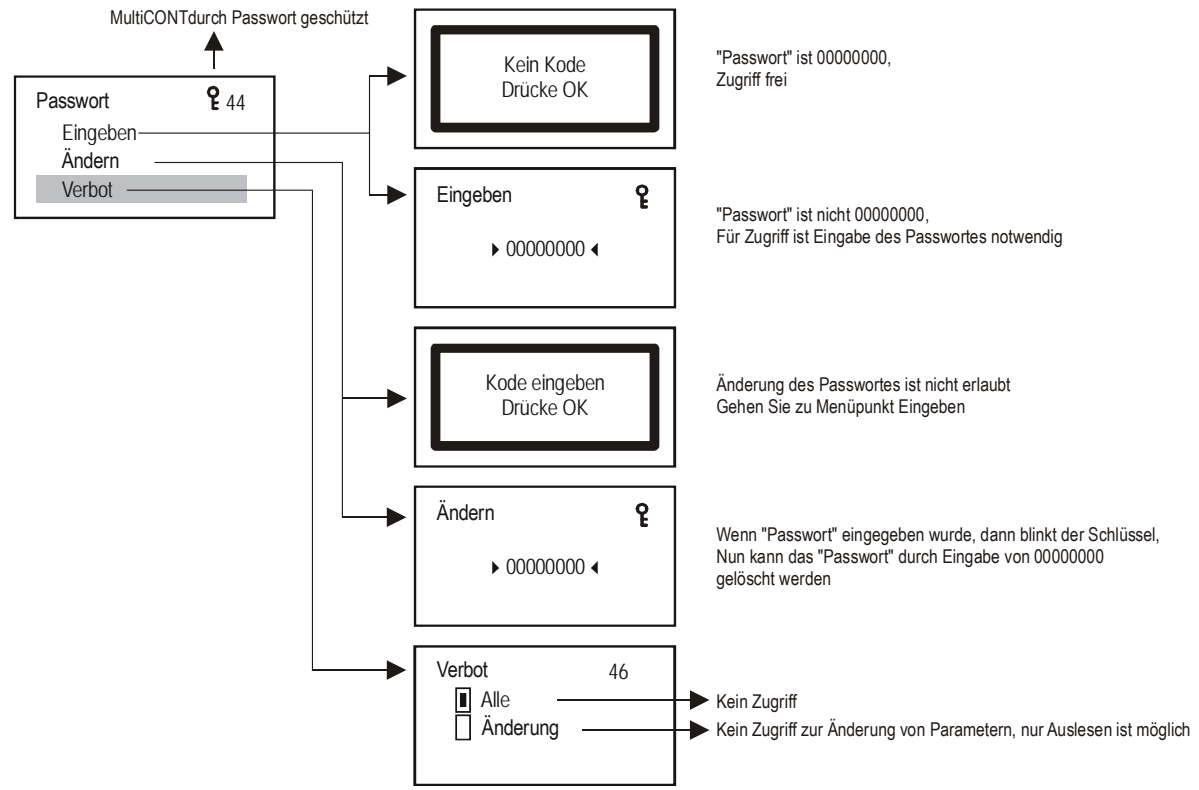 MultiCONTdurch Passwort geschützt
Passwort 44
Eingeben
Ändern
Verbot
Kein Kode
Drücke OK
"Passwort" ist 00000000,
Zugriff frei
Eingeben
00000000
"Passwort" ist nicht 00000000,
Für Zugriff ist Eingabe des Passwortes notwendig
Kode eingeben
Drücke OK
Änderung des Passwortes ist nicht erlaubt
Gehen Sie zu Menüpunkt Eingeben
Ändern
00000000
Wenn "Passwort" eingegeben wurde, dann blinkt der Schlüssel,
Nun kann das "Passwort" durch Eingabe von 00000000
gelöscht werden
Verbot 46
Alle
Kein Zugriff
Änderung
Kein Zugriff zur Änderung von Parametern, nur Auslesen ist möglich